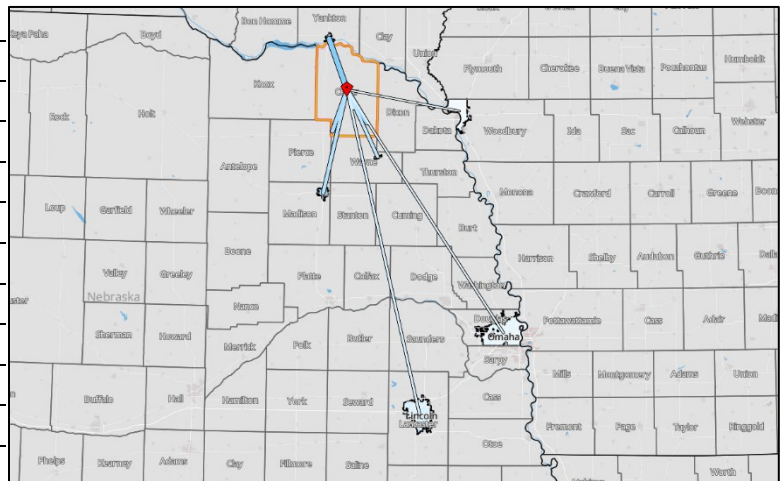 Bon Homme
Yankton
Clay
Union
Plymouth
Cherokee
Buena Vista
Pocahontas
Humboldt
Boyd
Knox
Rock
Holt
Dixon
Dakota
Woodbury
Ida
Sac
Calhoun
Webster
Antelope
Pierce
Wayne
Thurston
Monona
Crawford
Carroll
Greene
Loup
Garfield
Wheeler
Madison
Stanton
Cuming
Burt
Harrison
Shelby
Audubon
Guthrie
Boone
Valley
Greeley
Platte
Colfax
Dodge
Washington
Nebraska
Nance
Omaha
Pottawattamie
Cass
Adair
Sherman
Howard
Merrick
Polk
Butler
Saunders
Sarpy
Mills
Montgomery
Adams
Union
Buffalo
Hall
Hamilton
York
Seward
Lincoln
Lancaster
Cass
Otoe
Fremont
Page
Taylor
Ringgold
Phelps
Kearney
Adams
Clay
Fillmore
Saline
Worth